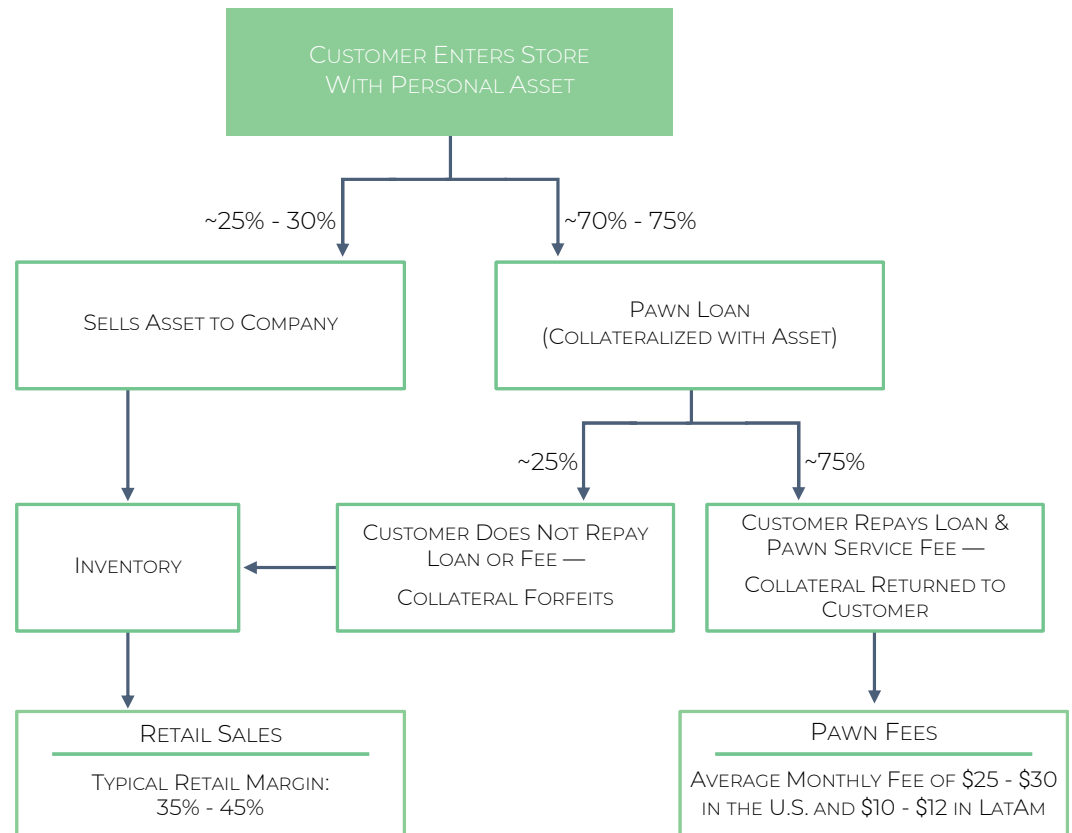 Customer Enters Store
With Personal Asset
~25% - 30%
~70% - 75%
Sells Asset to Company
Pawn Loan
(Collateralized with Asset)
~25%
~75%
Inventory
Customer Does Not Repay
Loan or Fee —
Collateral Forfeits
Customer Repays Loan &
Pawn Service Fee —
Collateral Returned to
Customer
Retail Sales
Typical Retail Margin:
35% - 45%
Pawn Fees
Average Monthly Fee of $25 - $30
in the U.S. and $10 - $12 in LatAm